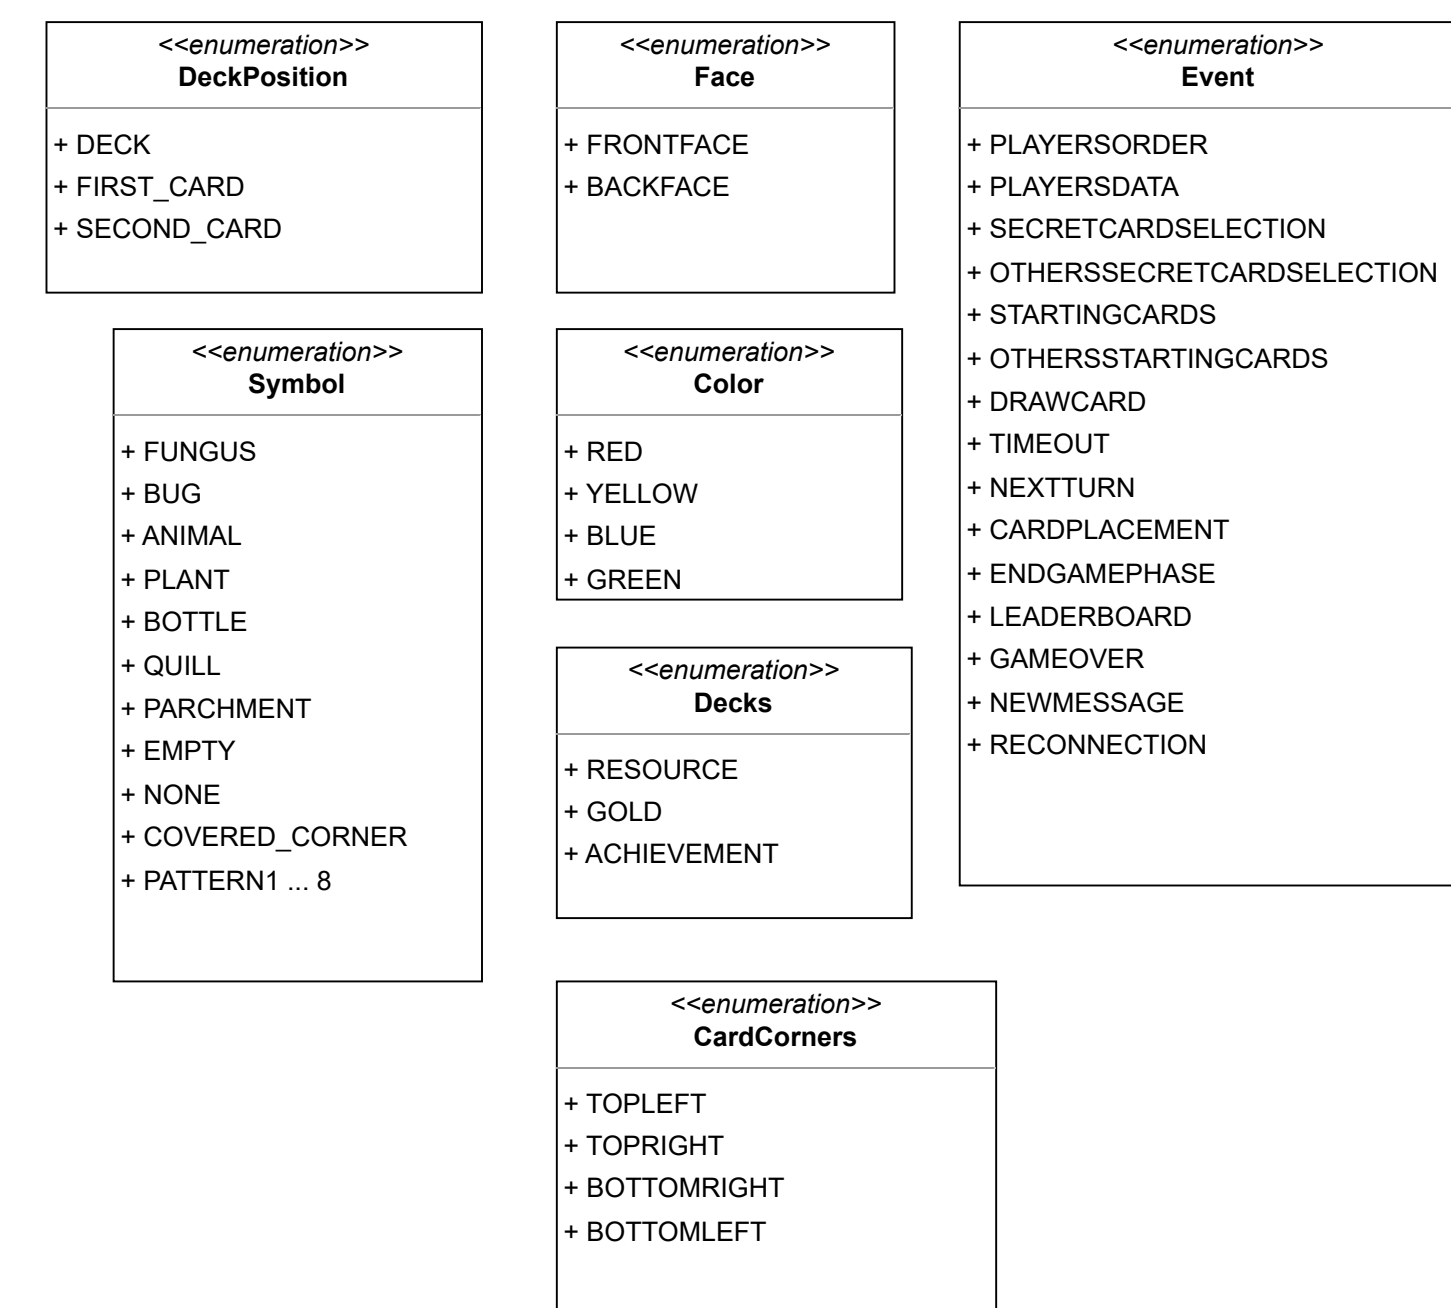 <<enumeration>>
DeckPosition
+ DECK
+ FIRST_CARD
+ SECOND_CARD
<<enumeration>>
Face
+ FRONTFACE
+ BACKFACE
<<enumeration>>
Event
+ PLAYERSORDER
+ PLAYERSDATA
+ SECRETCARDSELECTION
+ OTHERSSECRETCARDSELECTION
+ STARTINGCARDS
+ OTHERSSTARTINGCARDS
+ DRAWCARD
+ TIMEOUT
+ NEXTTURN
+ CARDPLACEMENT
+ ENDGAMEPHASE
+ LEADERBOARD
+ GAMEOVER
+ NEWMESSAGE
+ RECONNECTION
<<enumeration>>
Symbol
+ FUNGUS
+ BUG
+ ANIMAL
+ PLANT
+ BOTTLE
+ QUILL
+ PARCHMENT
+ EMPTY
+ NONE
+ COVERED_CORNER
+ PATTERN1 ... 8
<<enumeration>>
Color
+ RED
+ YELLOW
+ BLUE
+ GREEN
<<enumeration>>
Decks
+ RESOURCE
+ GOLD
+ ACHIEVEMENT
<<enumeration>>
CardCorners
+ TOPLEFT
+ TOPRIGHT
+ BOTTOMRIGHT
+ BOTTOMLEFT